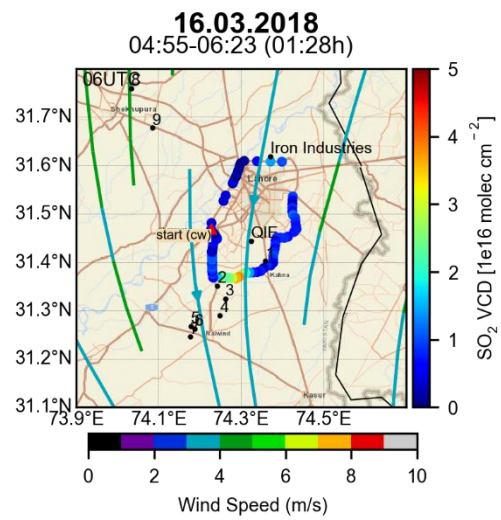 16.03.2018
04:55-06:23 (01:28h)
06UTC
8
Sheikhupura
9
Iron Industries
Lahore
start (cw)
QIE
1
Kahna
2
3
4
5
6
Raiwind
Kasur
31.7°N
31.6°N
31.5°N
31.4°N
31.3°N
31.2°N
31.1°N
73.9°E
74.1°E
74.3°E
74.5°E
5
4
3
2
1
0
SO₂ VCD [1e16 molec cm⁻²]
0 2 4 6 8 10
Wind Speed (m/s)